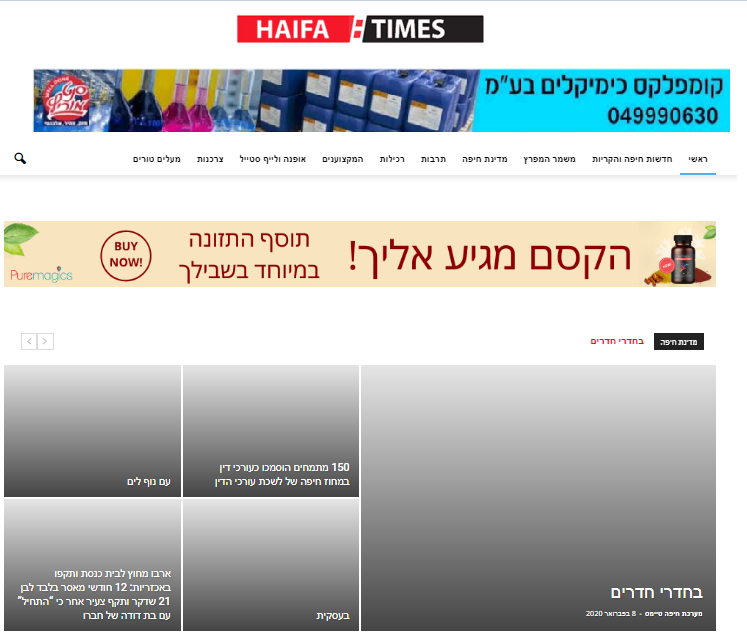 HAIFA TIMES
קומפלקס כימיקלים בע"מ
049990630
ראשי חדשות חיפה והקריות משמר המפרץ מדינת חיפה תרבות רכילות המקצוענים אופנה ולייף סטייל צרכנות מעלים טורים
הקסם מגיע אליך!
תוסף התזונה
במיוחד בשבילך
BUY
NOW!
Puremagics
מדינת חיפה בחדרי חדרים
בחדרי חדרים
מערכת חיפה טיימס - 8 בפברואר 2020
150 מתמחים הוסמכו כעורכי דין
במחוז חיפה של לשכת עורכי הדין
עם נוף לים
בעסקית
ארבו מחוץ לבית כנסת ותקפו
באכזריות: 12 חודשי מאסר בלבד לבן
21 שדקר ותקף צעיר אחר כי "התחיל"
עם בת דודה של חברו